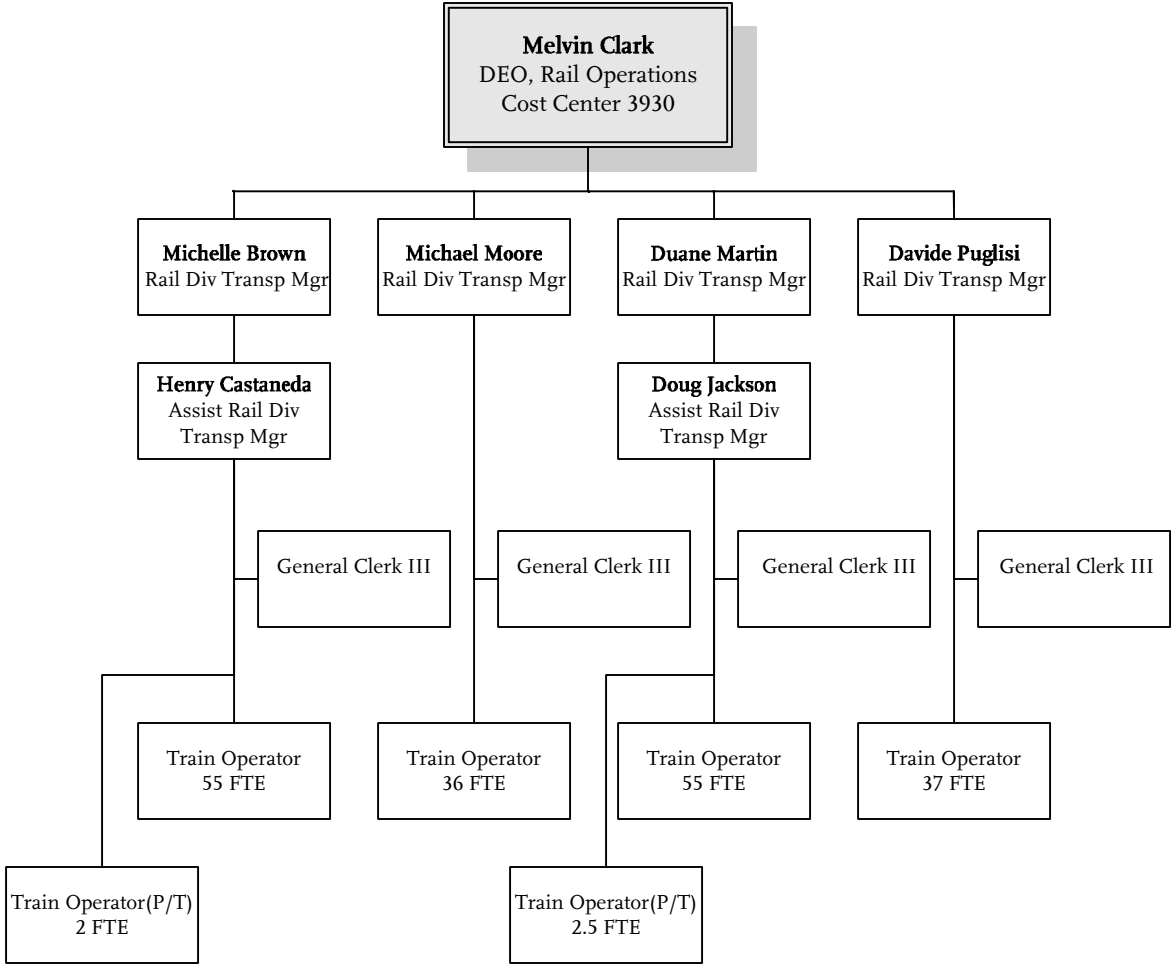 Melvin Clark
DEO, Rail Operations
Cost Center 3930
Michelle Brown
Rail Div Transp Mgr
Michael Moore
Rail Div Transp Mgr
Duane Martin
Rail Div Transp Mgr
Davide Puglisi
Rail Div Transp Mgr
Henry Castaneda
Assist Rail Div
Transp Mgr
Doug Jackson
Assist Rail Div
Transp Mgr
General Clerk III
General Clerk III
General Clerk III
General Clerk III
Train Operator
55 FTE
Train Operator
36 FTE
Train Operator
55 FTE
Train Operator
37 FTE
Train Operator(P/T)
2 FTE
Train Operator(P/T)
2.5 FTE